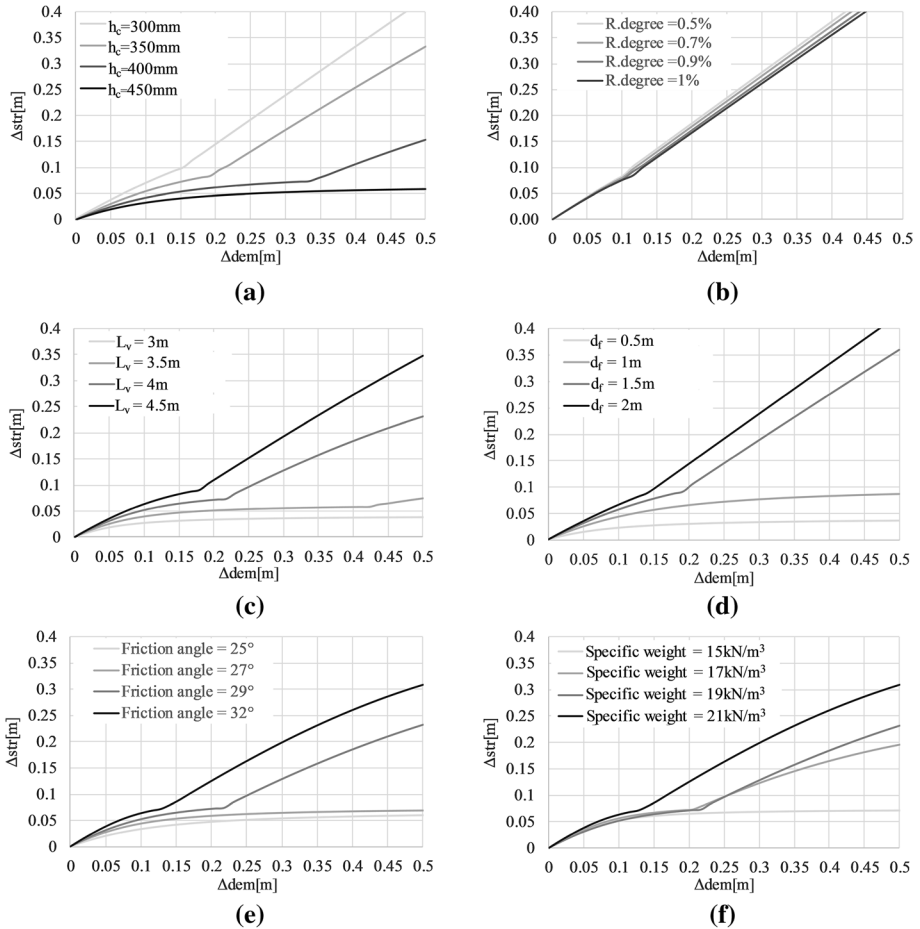 0.4
0.35
0.3
0.25
0.2
0.15
0.1
0.05
0
Δstr[m]
hc=300mm
hc=350mm
hc=400mm
hc=450mm
0 0.05 0.1 0.15 0.2 0.25 0.3 0.35 0.4 0.45 0.5
Δdem[m]
(a)
0.40
0.35
0.30
0.25
0.20
0.15
0.10
0.05
0.00
Δstr[m]
R.degree =0.5%
R.degree =0.7%
R.degree =0.9%
R.degree =1%
0 0.05 0.1 0.15 0.2 0.25 0.3 0.35 0.4 0.45 0.5
Δdem[m]
(b)
0.4
0.35
0.3
0.25
0.2
0.15
0.1
0.05
0
Δstr[m]
Lv = 3m
Lv = 3.5m
Lv = 4m
Lv = 4.5m
0 0.05 0.1 0.15 0.2 0.25 0.3 0.35 0.4 0.45 0.5
Δdem[m]
(c)
0.4
0.35
0.3
0.25
0.2
0.15
0.1
0.05
0
Δstr[m]
df = 0.5m
df = 1m
df = 1.5m
df = 2m
0 0.05 0.1 0.15 0.2 0.25 0.3 0.35 0.4 0.45 0.5
Δdem[m]
(d)
0.4
0.35
0.3
0.25
0.2
0.15
0.1
0.05
0
Δstr[m]
Friction angle = 25°
Friction angle = 27°
Friction angle = 29°
Friction angle = 32°
0 0.05 0.1 0.15 0.2 0.25 0.3 0.35 0.4 0.45 0.5
Δdem[m]
(e)
0.4
0.35
0.3
0.25
0.2
0.15
0.1
0.05
0
Δstr[m]
Specific weight = 15kN/m³
Specific weight = 17kN/m³
Specific weight = 19kN/m³
Specific weight = 21kN/m³
0 0.05 0.1 0.15 0.2 0.25 0.3 0.35 0.4 0.45 0.5
Δdem[m]
(f)